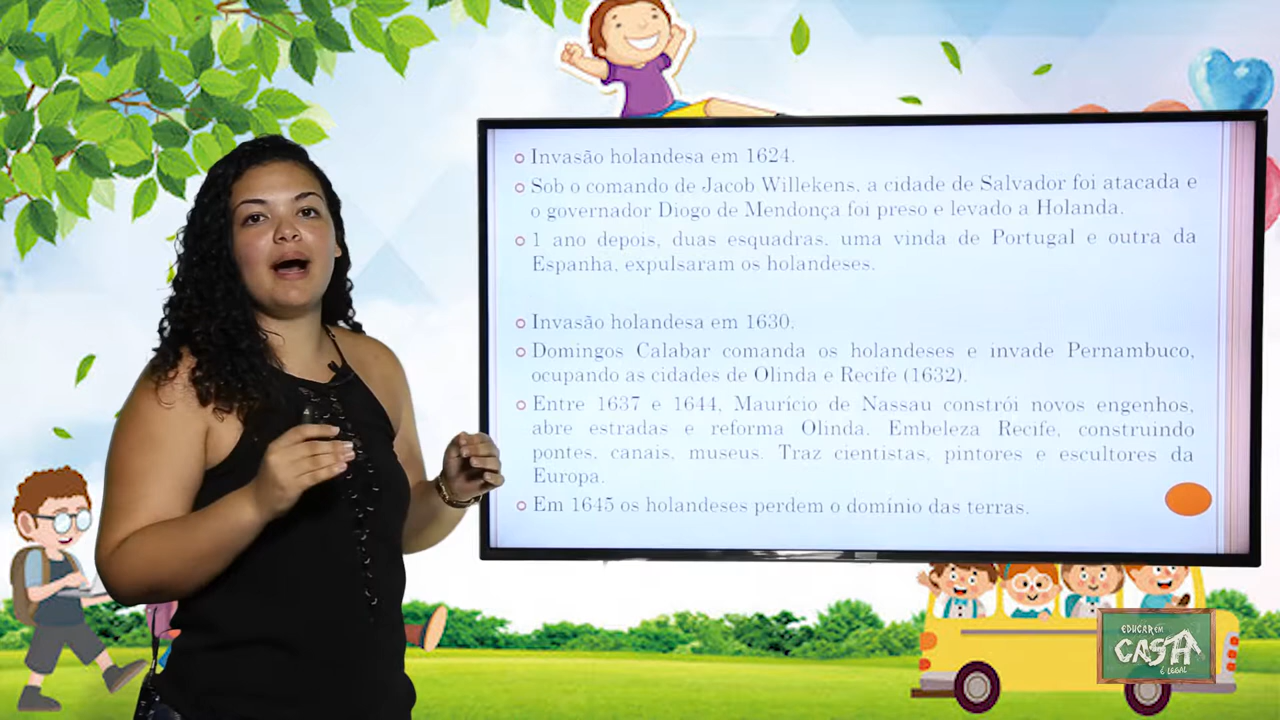 Invasão holandesa em 1624.
Sob o comando de Jacob Willekens, a cidade de Salvador foi atacada e
o governador Diogo de Mendonça foi preso e levado a Holanda.
1 ano depois, duas esquadras, uma vinda de Portugal e outra da
Espanha, expulsaram os holandeses.
Invasão holandesa em 1630.
Domingos Calabar comanda os holandeses e invade Pernambuco,
ocupando as cidades de Olinda e Recife (1632).
Entre 1637 e 1644, Maurício de Nassau constrói novos engenhos,
abre estradas e reforma Olinda. Embeleza Recife, construindo
pontes, canais, museus. Traz cientistas, pintores e escultores da
Europa.
Em 1645 os holandeses perdem o domínio das terras.
EDUCAR EM
CASA
É LEGAL